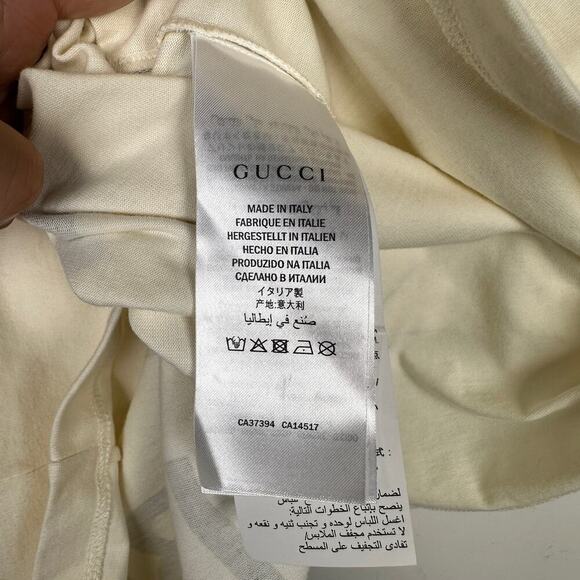 GUCCI
MADE IN ITALY
FABRIQUE EN ITALIE
HERGESTELLT IN ITALIEN
HECHO EN ITALIA
PRODUZIDO NA ITALIA
СДЕЛАНО В ИТАЛИИ
イタリア製
产地:意大利
صنع في إيطاليا
CA37394 CA14517
ينصح بإتباع الخطوات التالية:
اغسل اللباس لوحده و تجنب ثنيه و نقعه و
لا تستخدم مجفف الملابس
تفادى التجفيف على المسطح